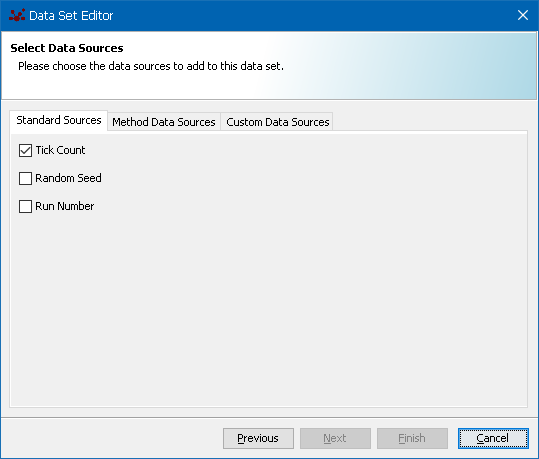 Data Set Editor
Select Data Sources
Please choose the data sources to add to this data set.
Standard Sources Method Data Sources Custom Data Sources
Tick Count
Random Seed
Run Number
Previous Next Finish Cancel